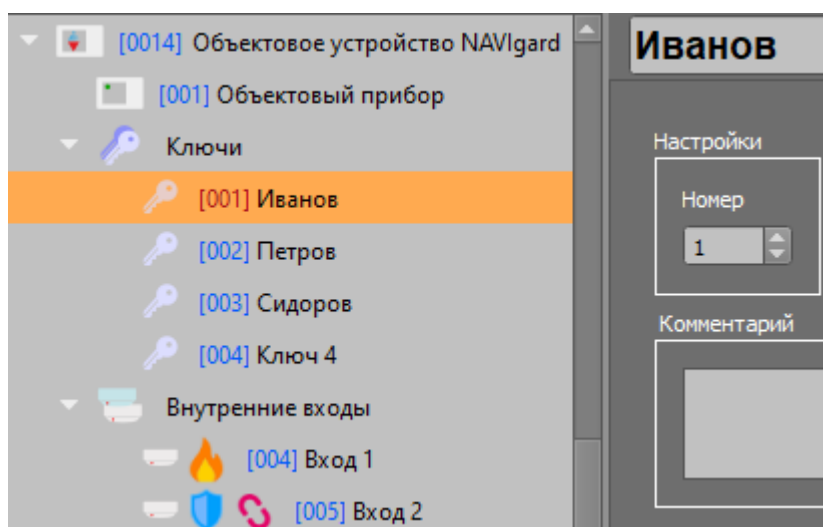 [0014] Объектовое устройство NAVIgard
[001] Объектовый прибор
Ключи
[001] Иванов
[002] Петров
[003] Сидоров
[004] Ключ 4
Внутренние входы
[004] Вход 1
[005] Вход 2
Иванов
Настройки
Номер
1
Комментарий